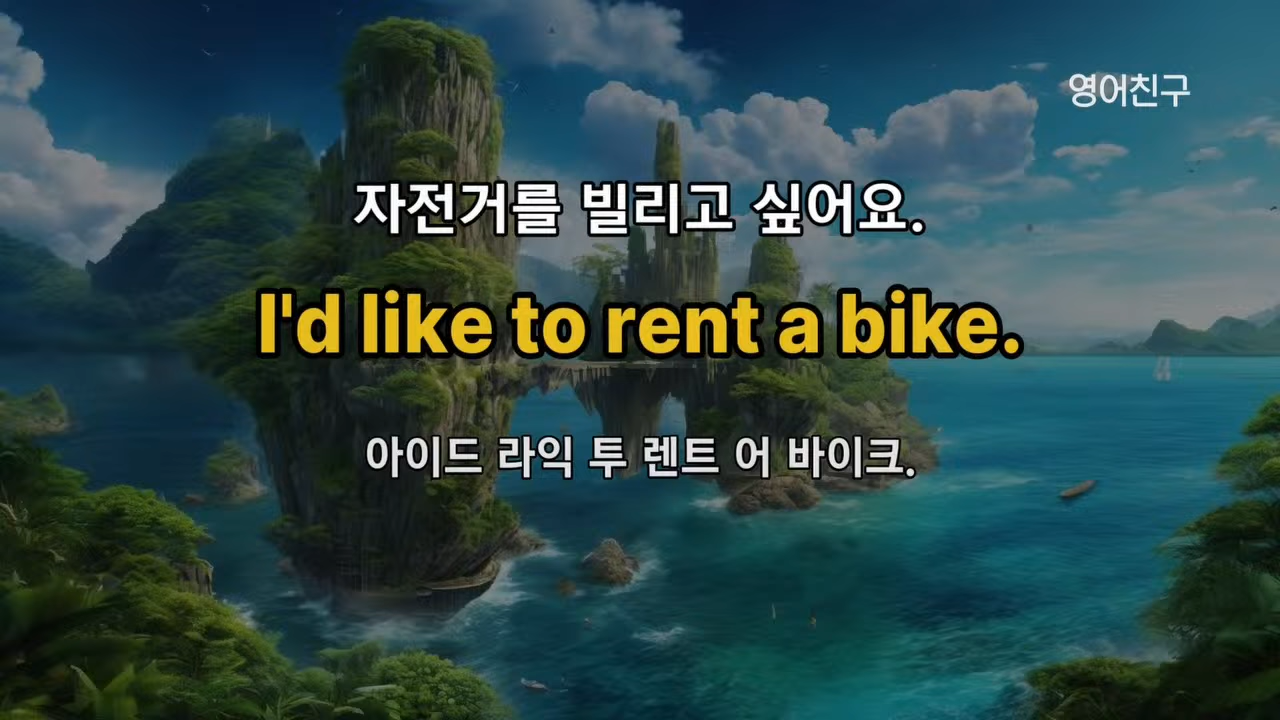 영어친구
자전거를 빌리고 싶어요.
I'd like to rent a bike.
아이드 라익 투 렌트 어 바이크.